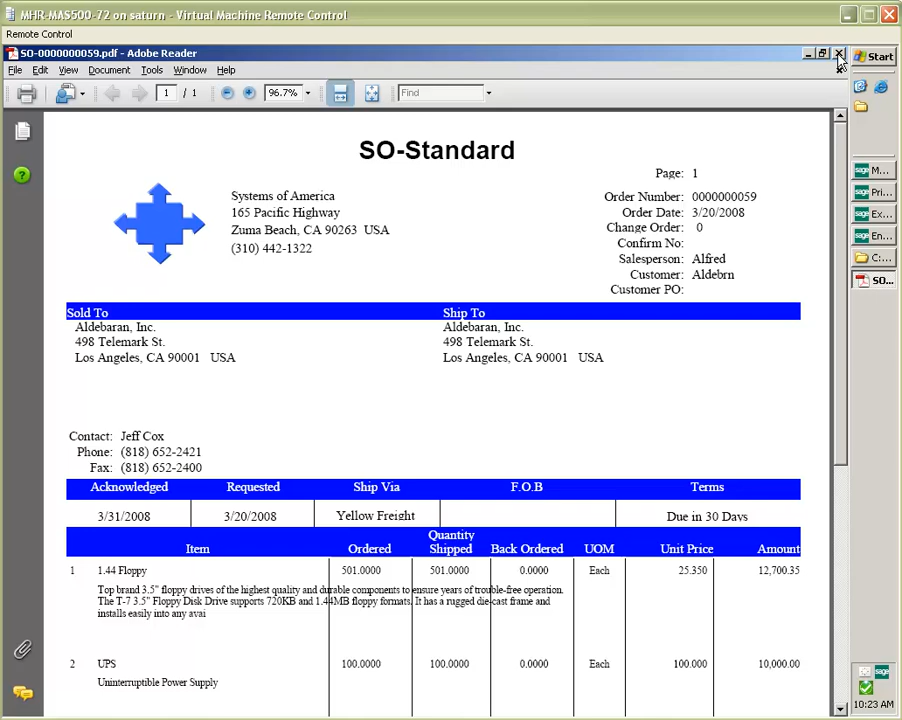 MHR-MAS500-72 on saturn - Virtual Machine Remote Control
Remote Control
SO-0000000059.pdf - Adobe Reader
Start
File Edit View Document Tools Window Help
1 / 1 96.7% Find
SO-Standard
Page: 1
Systems of America
165 Pacific Highway
Zuma Beach, CA 90263 USA
(310) 442-1322
Order Number: 0000000059
Order Date: 3/20/2008
Change Order: 0
Confirm No:
Salesperson: Alfred
Customer: Aldebrn
Customer PO:
sage M...
sage Pri...
sage Ex...
sage En...
C:...
SO...
Sold To Ship To
Aldebaran, Inc. Aldebaran, Inc.
498 Telemark St. 498 Telemark St.
Los Angeles, CA 90001 USA Los Angeles, CA 90001 USA
Contact: Jeff Cox
Phone: (818) 652-2421
Fax: (818) 652-2400
Acknowledged Requested Ship Via F.O.B Terms
3/31/2008 3/20/2008 Yellow Freight Due in 30 Days
Quantity
Item Ordered Shipped Back Ordered UOM Unit Price Amount
1 1.44 Floppy 501.0000 501.0000 0.0000 Each 25.350 12,700.35
Top brand 3.5" floppy drives of the highest quality and durable components to ensure years of trouble-free operation.
The T-7 3.5" Floppy Disk Drive supports 720KB and 1.44MB floppy formats. It has a rugged die-cast frame and
installs easily into any avai
2 UPS 100.0000 100.0000 0.0000 Each 100.000 10,000.00
Uninterruptible Power Supply
sage
10:23 AM